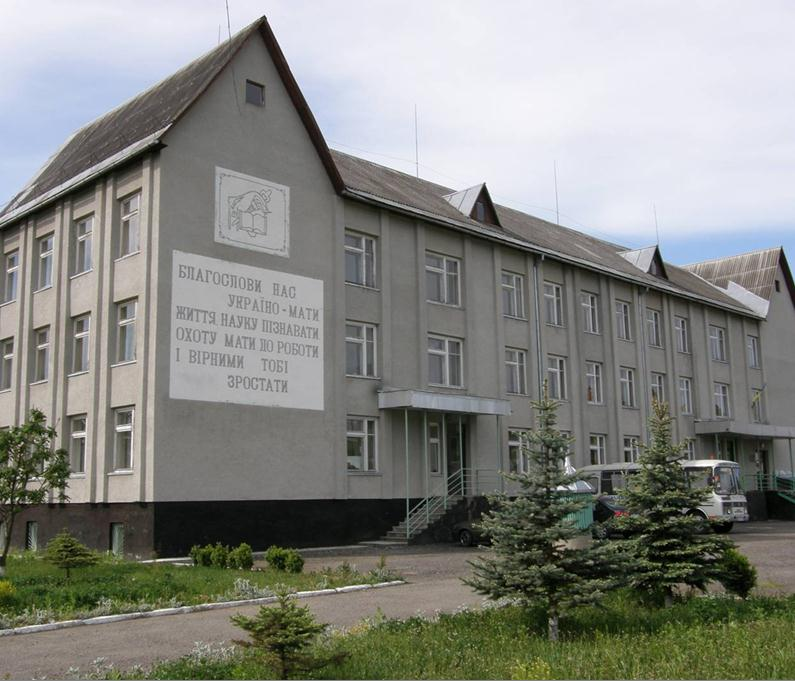 БЛАГОСЛОВИ НАС
УКРАЇНО-МАТИ
ЖИТТЯ, НАУКУ ПІЗНАВАТИ
ОХОТУ МАТИ ДО РОБОТИ
І ВІРНИМИ ТОБІ
ЗРОСТАТИ